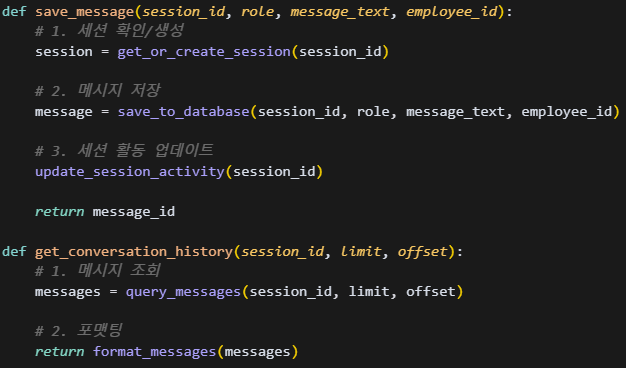 def save_message(session_id, role, message_text, employee_id):
    # 1. 세션 확인/생성
    session = get_or_create_session(session_id)

    # 2. 메시지 저장
    message = save_to_database(session_id, role, message_text, employee_id)

    # 3. 세션 활동 업데이트
    update_session_activity(session_id)

    return message_id

def get_conversation_history(session_id, limit, offset):
    # 1. 메시지 조회
    messages = query_messages(session_id, limit, offset)

    # 2. 포맷팅
    return format_messages(messages)